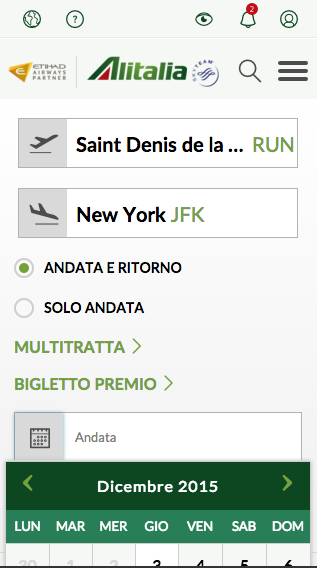 ?
2
ETIHAD
AIRWAYS
PARTNER
Alitalia
SKYTEAM
Saint Denis de la ... RUN
New York JFK
ANDATA E RITORNO
SOLO ANDATA
MULTITRATTA
BIGLIETTO PREMIO
Andata
Dicembre 2015
LUN MAR MER GIO VEN SAB DOM
30 1 2 3 4 5 6